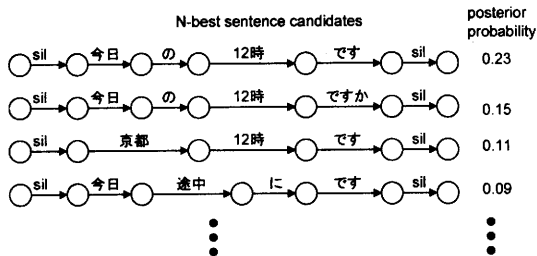 N-best sentence candidates
posterior probability
sil 今日 の 12時 です sil 0.23
sil 今日 の 12時 ですか sil 0.15
sil 京都 12時 です sil 0.11
sil 今日 途中 に です sil 0.09